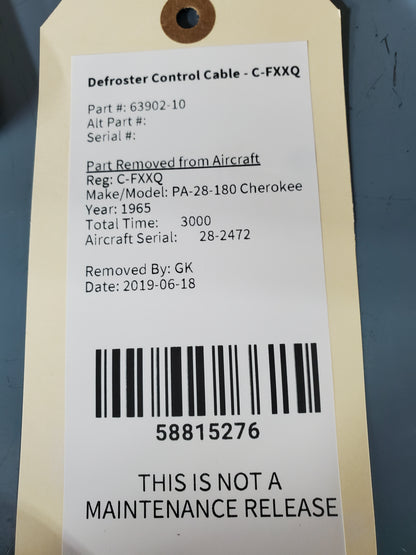 Defroster Control Cable - C-FXXQ
Part #: 63902-10
Alt Part #:
Serial #:
Part Removed from Aircraft
Reg: C-FXXQ
Make/Model: PA-28-180 Cherokee
Year: 1965
Total Time: 3000
Aircraft Serial: 28-2472
Removed By: GK
Date: 2019-06-18
58815276
THIS IS NOT A
MAINTENANCE RELEASE